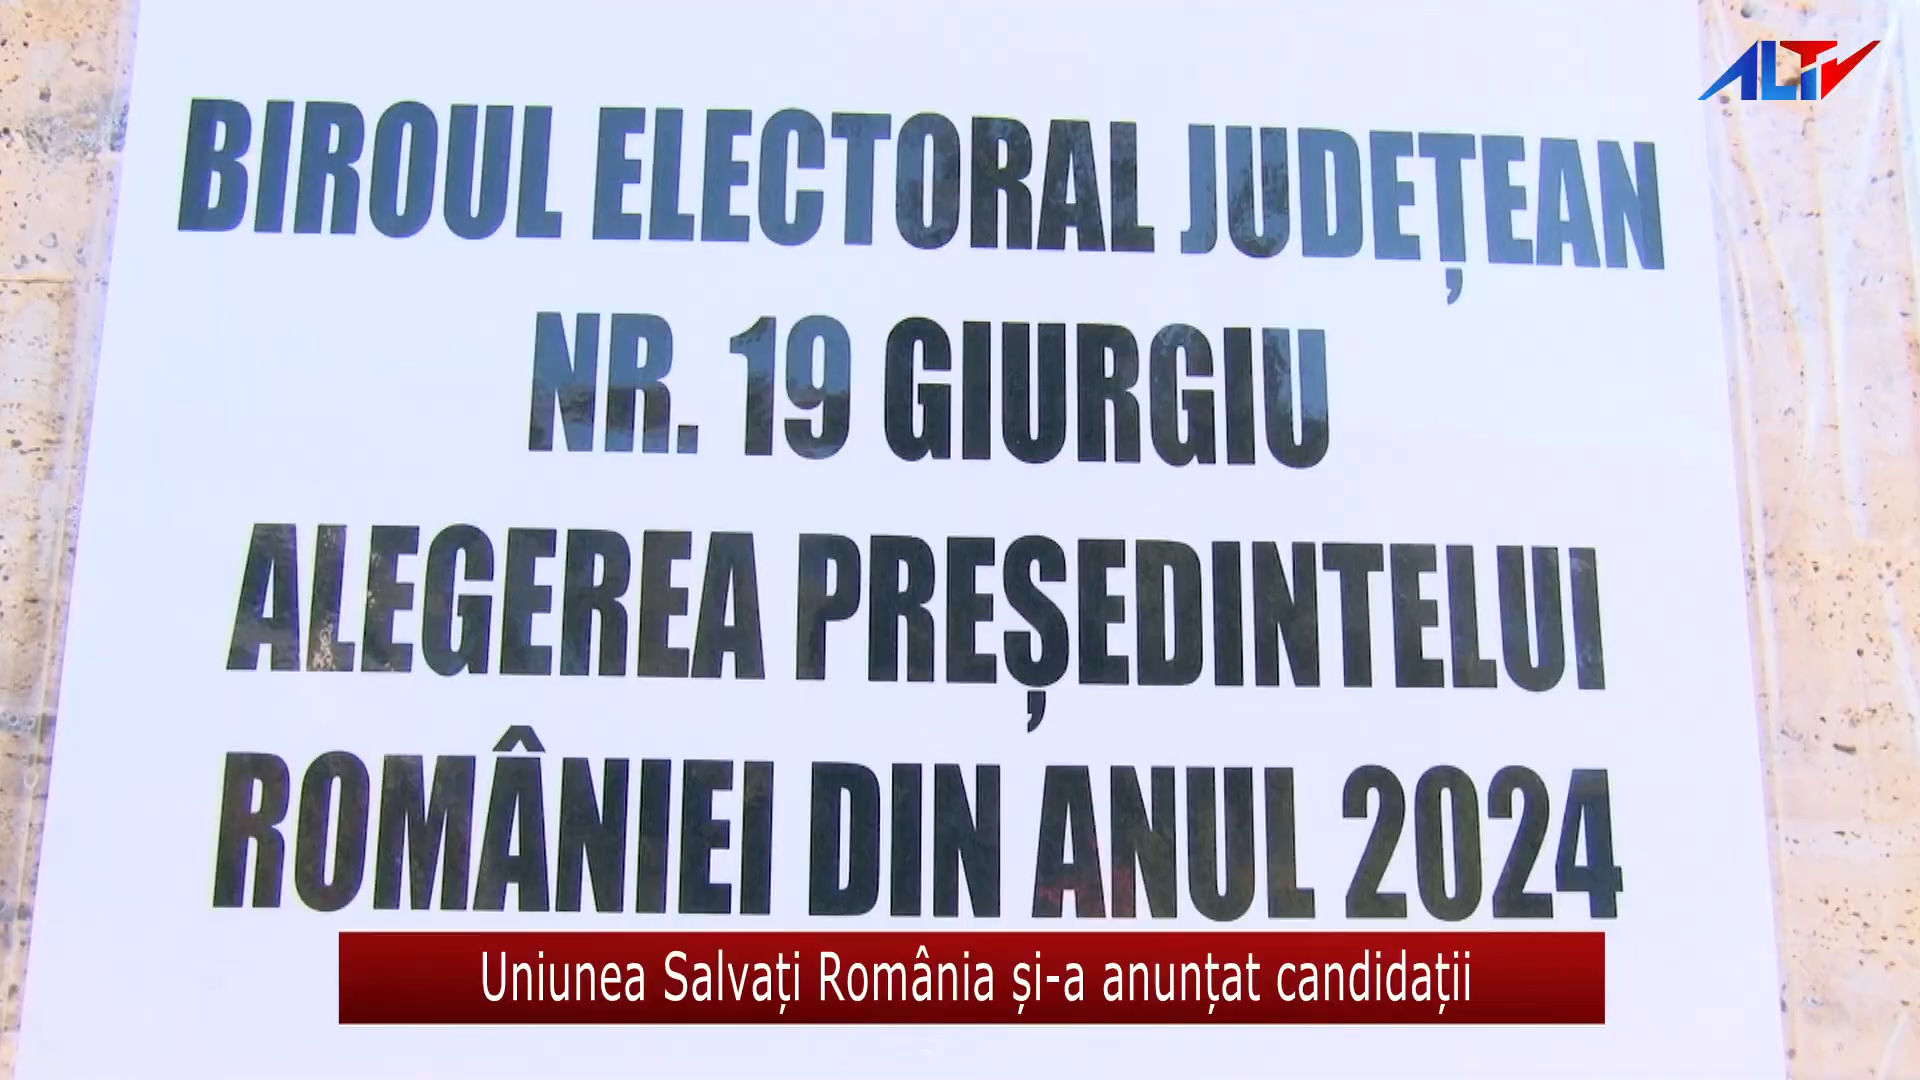 ALTV
BIROUL ELECTORAL JUDEȚEAN
NR. 19 GIURGIU
ALEGEREA PREȘEDINTELUI
ROMÂNIEI DIN ANUL 2024
Uniunea Salvați România și-a anunțat candidații